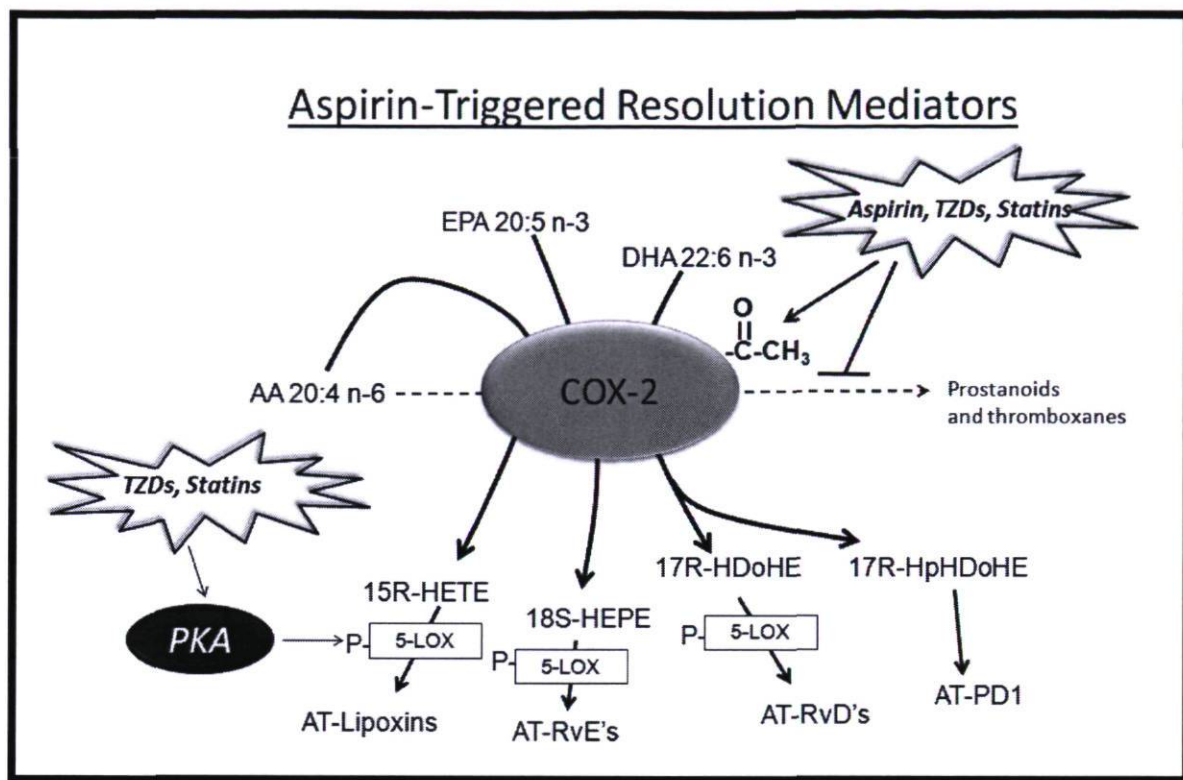 Aspirin-Triggered Resolution Mediators
Aspirin, TZDs, Statins
EPA 20:5 n-3
DHA 22:6 n-3
O
-C-CH₃
AA 20:4 n-6
COX-2
Prostanoids
and thromboxanes
TZDs, Statins
17R-HDoHE
17R-HpHDoHE
15R-HETE
18S-HEPE
PKA
P-
5-LOX
P-
5-LOX
P-
5-LOX
AT-Lipoxins
AT-RvE's
AT-RvD's
AT-PD1